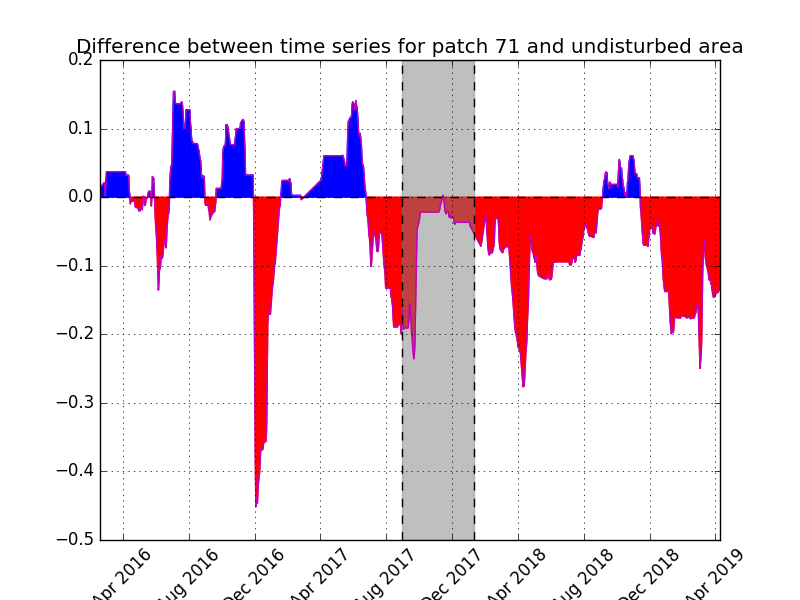 Difference between time series for patch 71 and undisturbed area
0.2
0.1
0.0
−0.1
−0.2
−0.3
−0.4
−0.5
Apr 2016
Aug 2016
Dec 2016
Apr 2017
Aug 2017
Dec 2017
Apr 2018
Aug 2018
Dec 2018
Apr 2019